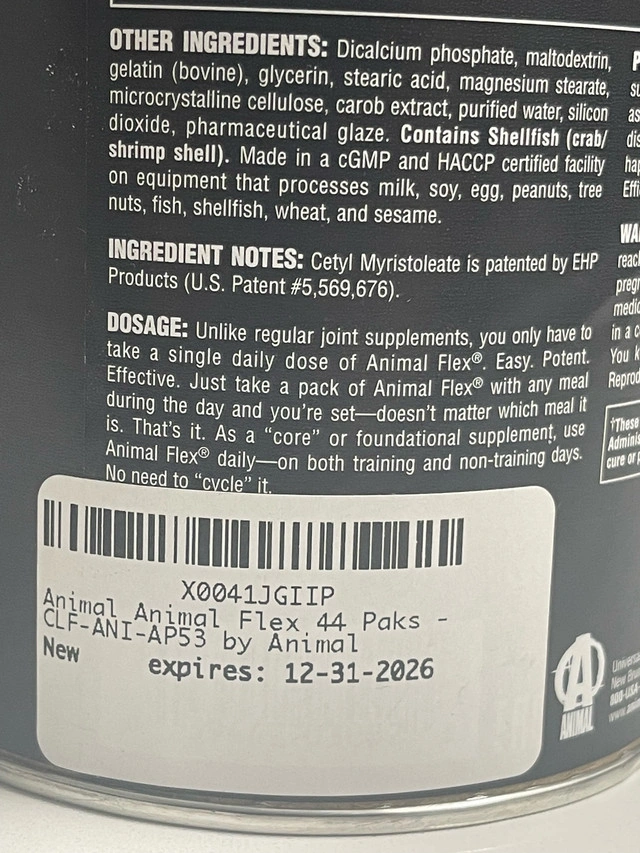 OTHER INGREDIENTS: Dicalcium phosphate, maltodextrin,
gelatin (bovine), glycerin, stearic acid, magnesium stearate,
microcrystalline cellulose, carob extract, purified water, silicon
dioxide, pharmaceutical glaze. Contains Shellfish (crab/
shrimp shell). Made in a cGMP and HACCP certified facility
on equipment that processes milk, soy, egg, peanuts, tree
nuts, fish, shellfish, wheat, and sesame.
INGREDIENT NOTES: Cetyl Myristoleate is patented by EHP
Products (U.S. Patent #5,569,676).
DOSAGE: Unlike regular joint supplements, you only have to
take a single daily dose of Animal Flex®. Easy. Potent.
Effective. Just take a pack of Animal Flex® with any meal
during the day and you're set—doesn't matter which meal it
is. That's it. As a "core" or foundational supplement, use
Animal Flex® daily—on both training and non-training days.
No need to "cycle" it.
X0041JGIIP
Animal Animal Flex 44 Paks -
CLF-ANI-AP53 by Animal
New
expires: 12-31-2026
in a
You
†These
cure or
A
ANIMAL